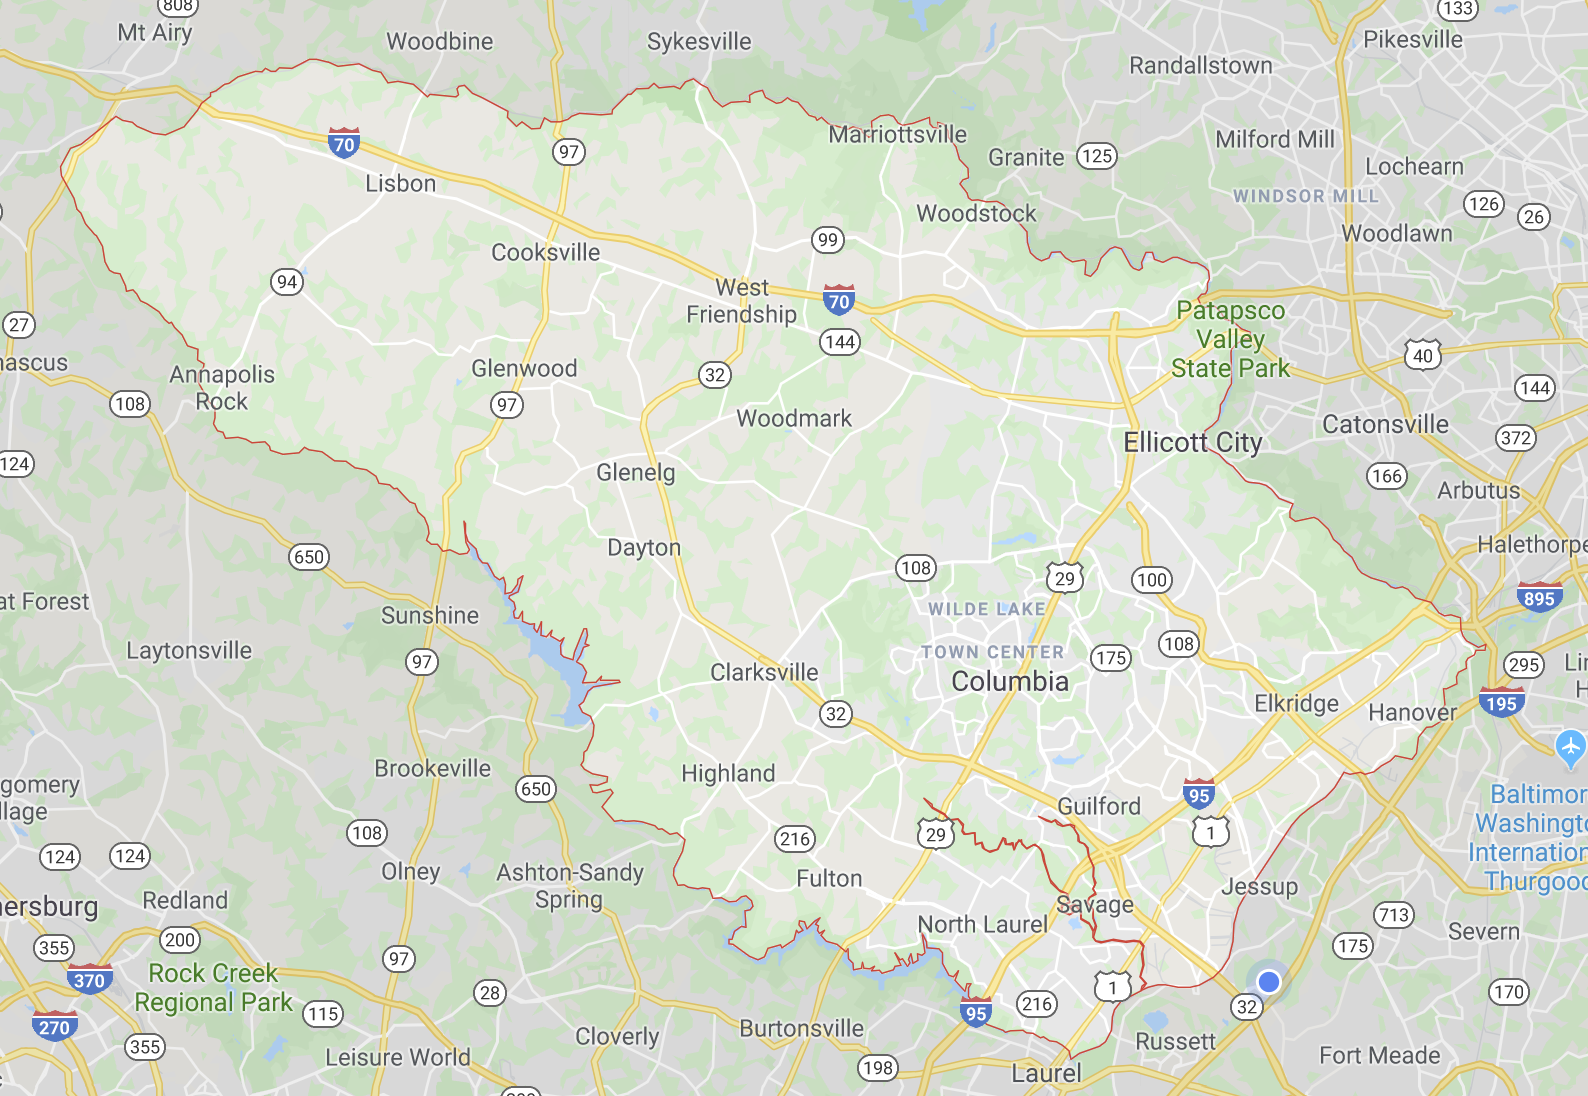 808
133
Mt Airy
Woodbine
Sykesville
Pikesville
Randallstown
Marriottsville
Milford Mill
70
97
Granite
125
Lochearn
Lisbon
WINDSOR MILL
126
26
Woodstock
Woodlawn
99
Cooksville
94
West
Friendship
70
Patapsco
Valley
State Park
27
144
40
ascus
Glenwood
32
Annapolis
Rock
144
108
97
Woodmark
Catonsville
Ellicott City
372
124
Glenelg
166
Arbutus
Dayton
Halethorpe
650
108
29
100
at Forest
895
Sunshine
WILDE LAKE
Laytonsville
97
TOWN CENTER
175
108
295
Clarksville
Columbia
Elkridge
195
32
Hanover
Brookeville
Highland
gomery
llage
650
95
Guilford
Baltimor
Washingto
Internation
Thurgood
108
216
29
1
124
124
Olney
Ashton-Sandy
Spring
Fulton
Jessup
ersburg
Redland
Savage
713
North Laurel
355
200
175
Severn
97
Rock Creek
Regional Park
370
28
1
32
170
115
95
216
270
Burtonsville
Cloverly
355
Leisure World
Russett
Fort Meade
198
Laurel